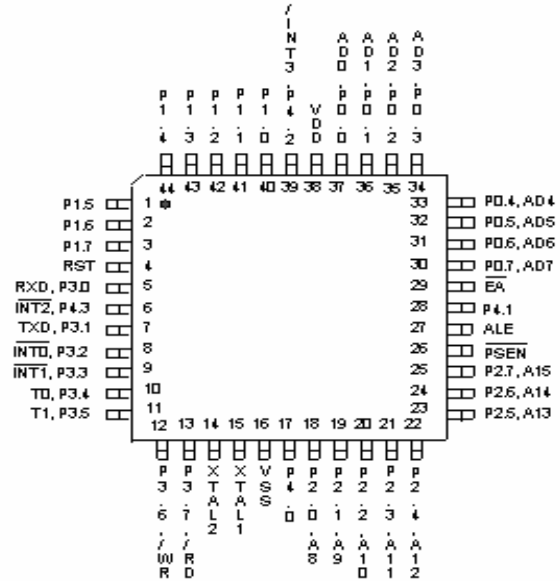 P1.4
P1.3
P1.2
P1.1
P1.0
/INT3,P4.2
VDD
AD0,P0.0
AD1,P0.1
AD2,P0.2
AD3,P0.3
44 43 42 41 40 39 38 37 36 35 34
P1.5 1
P1.6 2
P1.7 3
RST 4
RXD, P3.0 5
INT2, P4.3 6
TXD, P3.1 7
INT0, P3.2 8
INT1, P3.3 9
T0, P3.4 10
T1, P3.5 11
33 P0.4, AD4
32 P0.5, AD5
31 P0.6, AD6
30 P0.7, AD7
29 EA
28 P4.1
27 ALE
26 PSEN
25 P2.7, A15
24 P2.6, A14
23 P2.5, A13
12 13 14 15 16 17 18 19 20 21 22
P3.6,/WR
P3.7,/RD
XTAL2
XTAL1
VSS
P4.0
P2.0,A8
P2.1,A9
P2.2,A10
P2.3,A11
P2.4,A12